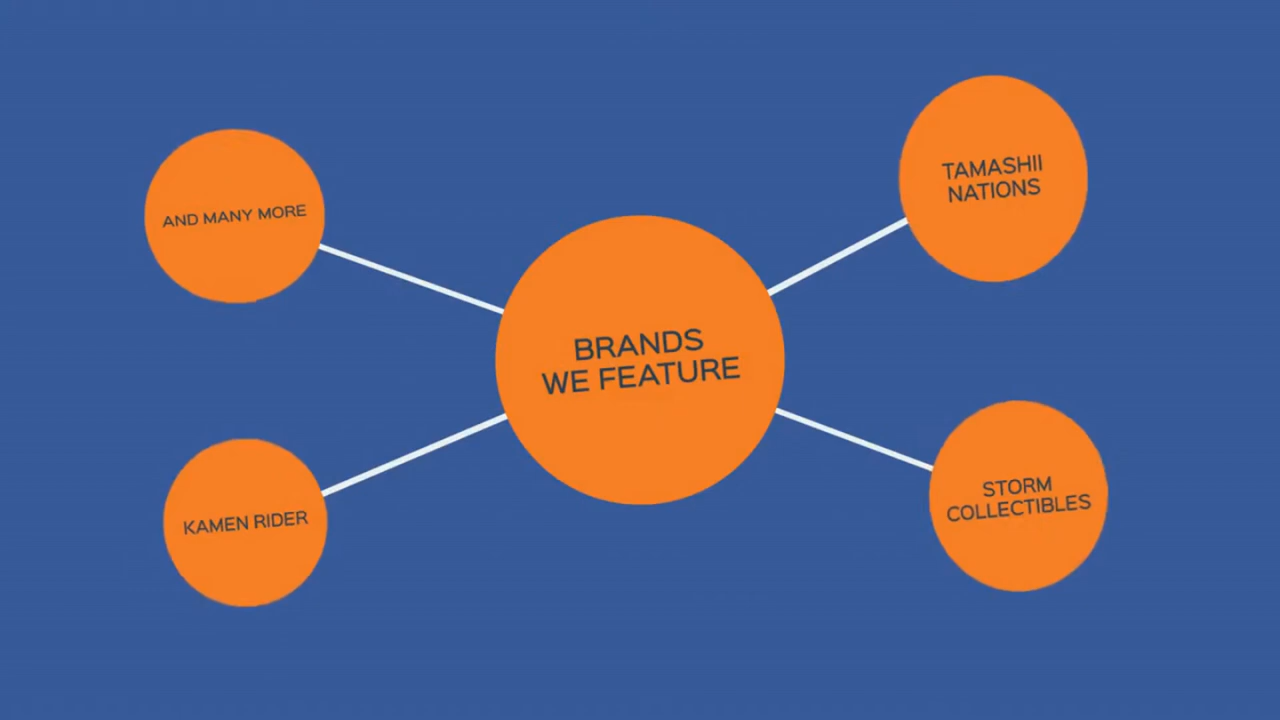 TAMASHII
NATIONS
AND MANY MORE
BRANDS
WE FEATURE
STORM
COLLECTIBLES
KAMEN RIDER